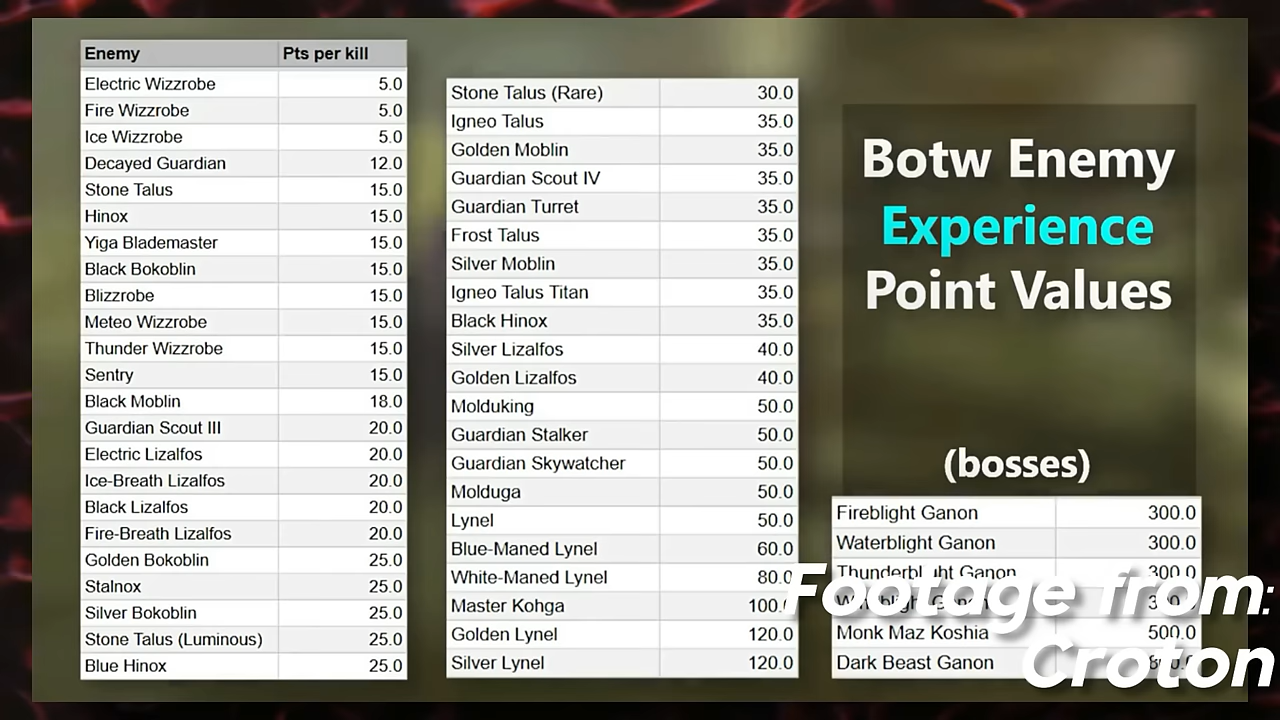 Enemy Pts per kill
Electric Wizzrobe 5.0
Fire Wizzrobe 5.0
Ice Wizzrobe 5.0
Decayed Guardian 12.0
Stone Talus 15.0
Hinox 15.0
Yiga Blademaster 15.0
Black Bokoblin 15.0
Blizzrobe 15.0
Meteo Wizzrobe 15.0
Thunder Wizzrobe 15.0
Sentry 15.0
Black Moblin 18.0
Guardian Scout III 20.0
Electric Lizalfos 20.0
Ice-Breath Lizalfos 20.0
Black Lizalfos 20.0
Fire-Breath Lizalfos 20.0
Golden Bokoblin 25.0
Stalnox 25.0
Silver Bokoblin 25.0
Stone Talus (Luminous) 25.0
Blue Hinox 25.0
Stone Talus (Rare) 30.0
Igneo Talus 35.0
Golden Moblin 35.0
Guardian Scout IV 35.0
Guardian Turret 35.0
Frost Talus 35.0
Silver Moblin 35.0
Igneo Talus Titan 35.0
Black Hinox 35.0
Silver Lizalfos 40.0
Golden Lizalfos 40.0
Molduking 50.0
Guardian Stalker 50.0
Guardian Skywatcher 50.0
Molduga 50.0
Lynel 50.0
Blue-Maned Lynel 60.0
White-Maned Lynel 80.0
Master Kohga 100.0
Golden Lynel 120.0
Silver Lynel 120.0
Botw Enemy
Experience
Point Values
(bosses)
Fireblight Ganon 300.0
Waterblight Ganon 300.0
Thunderblight Ganon 300.0
Monk Maz Koshia 500.0
Dark Beast Ganon
Footage from:
Croton